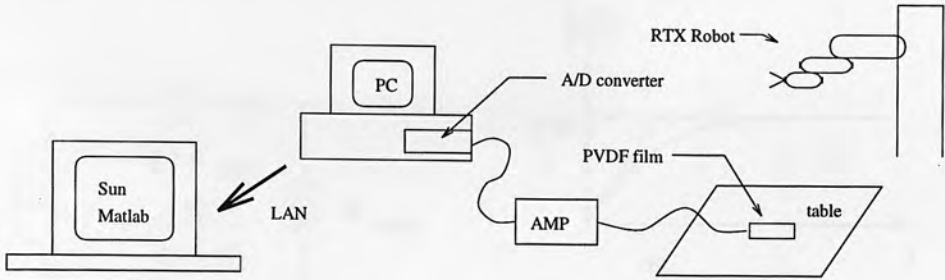 RTX Robot
PC
A/D converter
PVDF film
Sun
Matlab
LAN
AMP
table